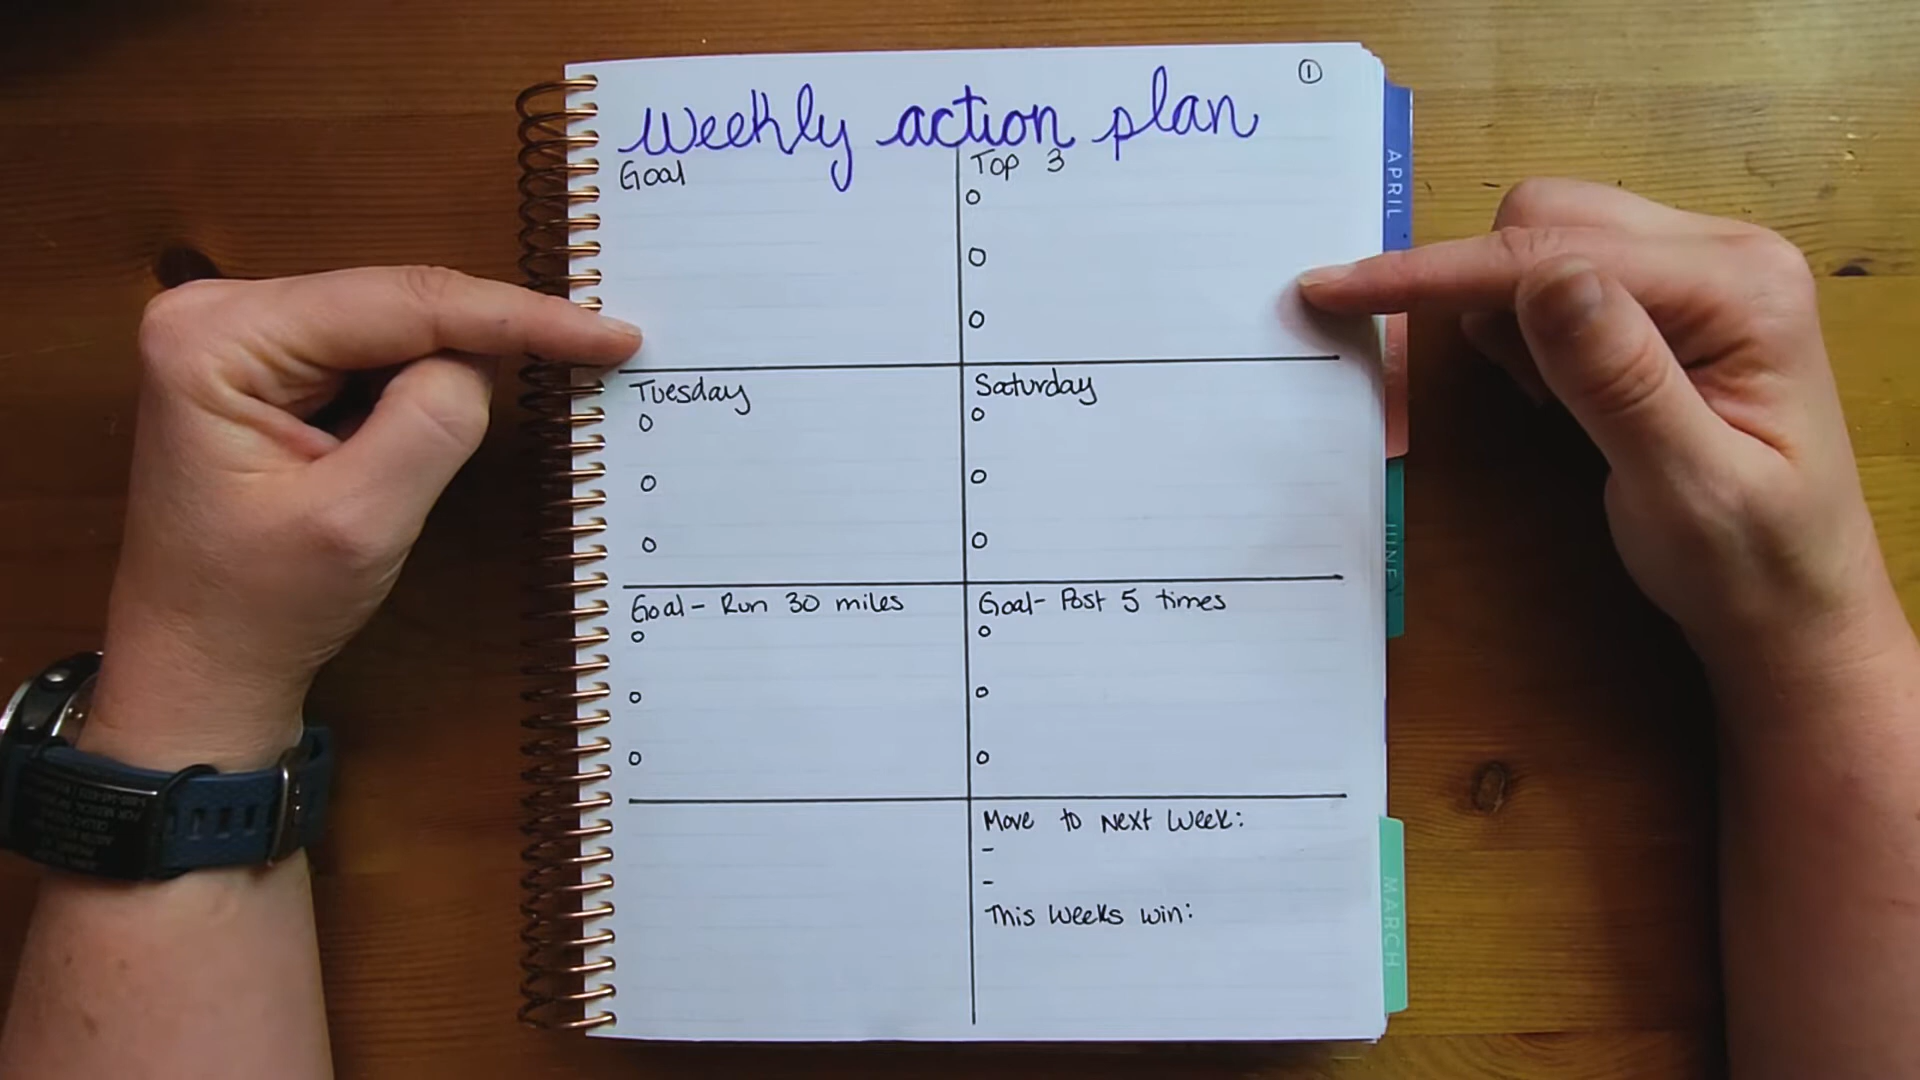 ①
Weekly action plan
Goal
Top 3
Tuesday
Saturday
Goal - Run 30 miles
Goal - Post 5 times
Move to next week:
-
-
This weeks win:
APRIL
JUNE
MARCH